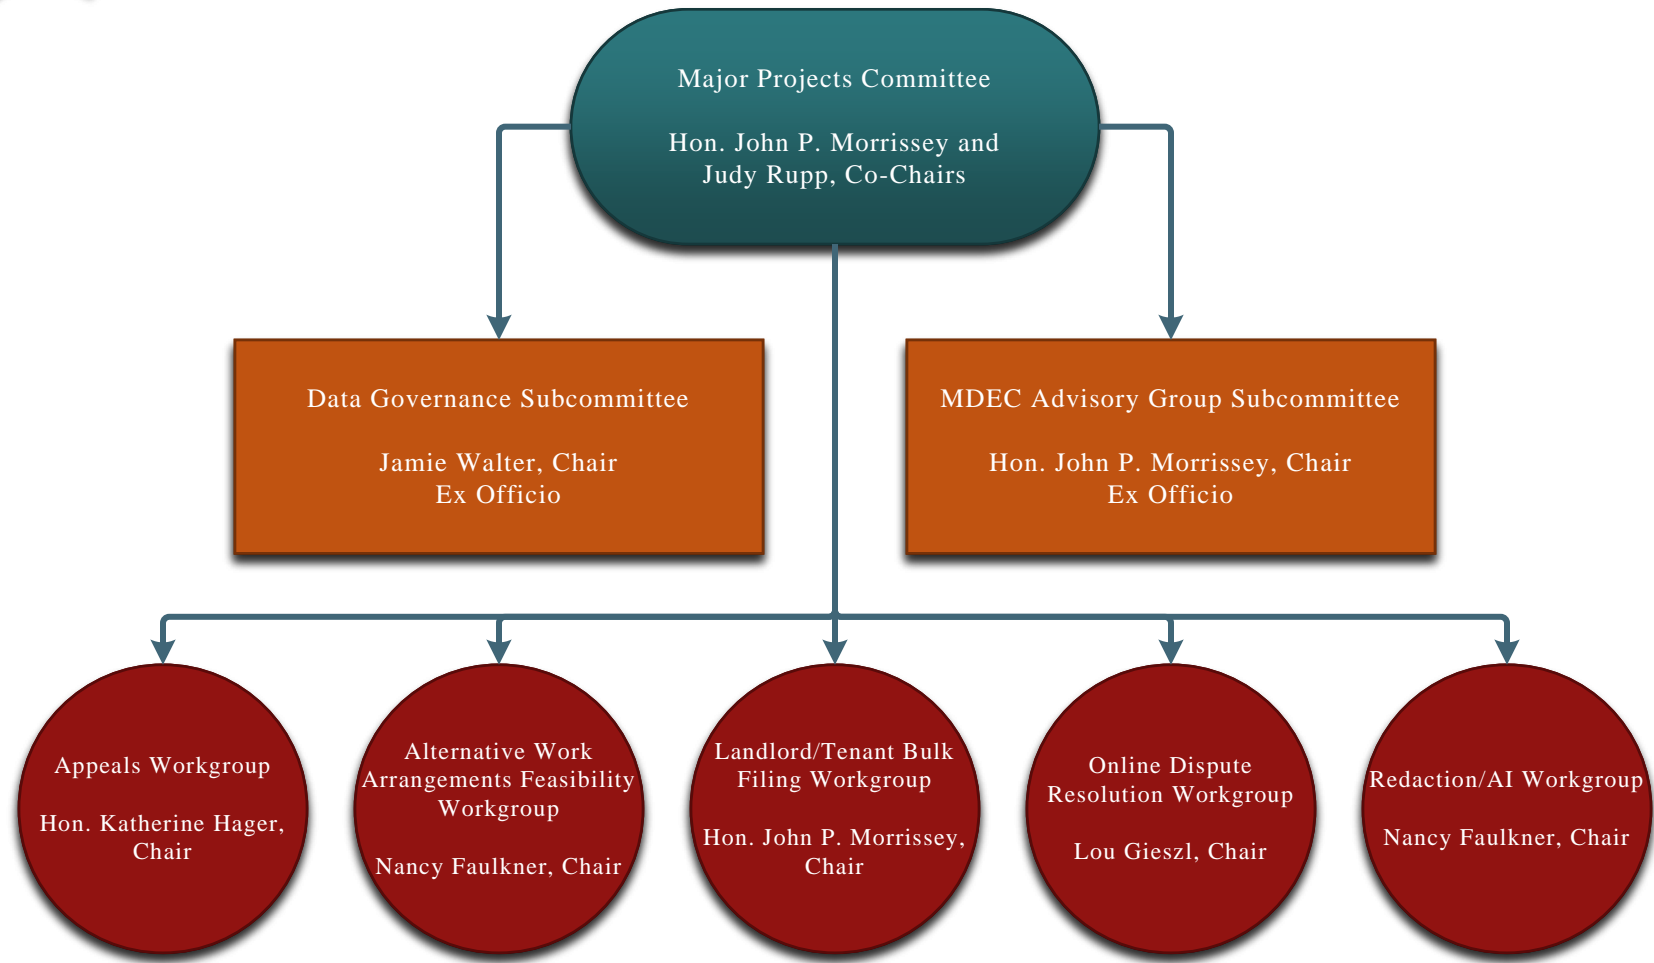 Major Projects Committee
Hon. John P. Morrissey and
Judy Rupp, Co-Chairs
Data Governance Subcommittee
Jamie Walter, Chair
Ex Officio
MDEC Advisory Group Subcommittee
Hon. John P. Morrissey, Chair
Ex Officio
Appeals Workgroup
Hon. Katherine Hager,
Chair
Alternative Work
Arrangements Feasibility
Workgroup
Nancy Faulkner, Chair
Landlord/Tenant Bulk
Filing Workgroup
Hon. John P. Morrissey,
Chair
Online Dispute
Resolution Workgroup
Lou Gieszl, Chair
Redaction/AI Workgroup
Nancy Faulkner, Chair